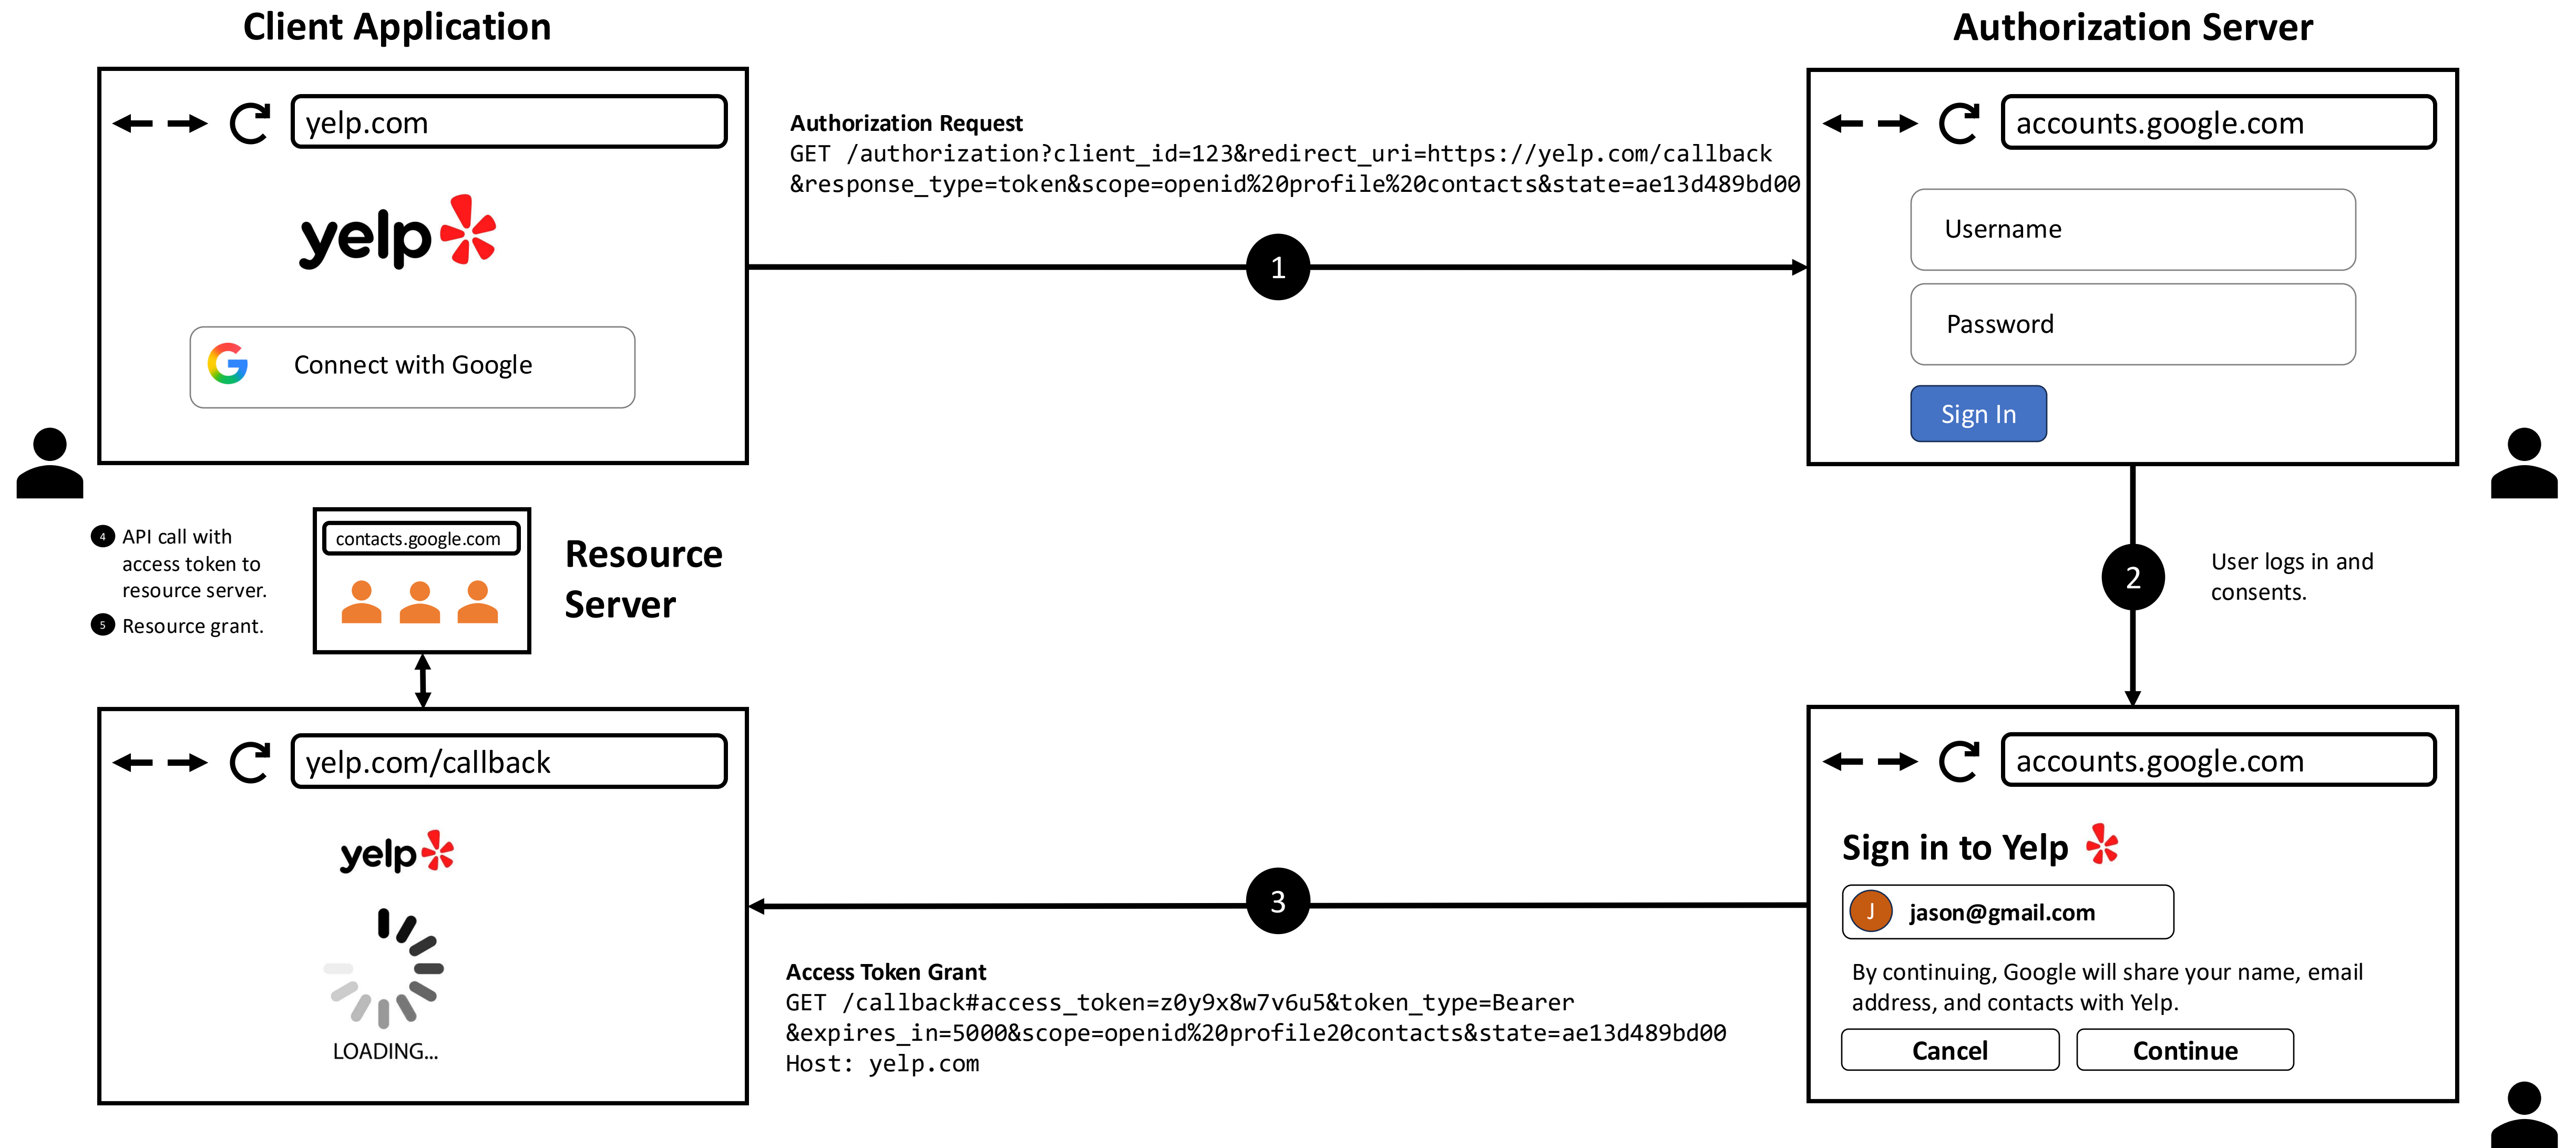 Client Application
Authorization Server
yelp.com
accounts.google.com
Authorization Request
GET /authorization?client_id=123&redirect_uri=https://yelp.com/callback
&response_type=token&scope=openid%20profile%20contacts&state=ae13d489bd00
yelp
Connect with Google
1
Username
Password
Sign In
4 API call with
access token to
resource server.
5 Resource grant.
contacts.google.com
Resource
Server
2
User logs in and
consents.
yelp.com/callback
yelp
LOADING...
3
Access Token Grant
GET /callback#access_token=z0y9x8w7v6u5&token_type=Bearer
&expires_in=5000&scope=openid%20profile20contacts&state=ae13d489bd00
Host: yelp.com
accounts.google.com
Sign in to Yelp
J jason@gmail.com
By continuing, Google will share your name, email
address, and contacts with Yelp.
Cancel
Continue